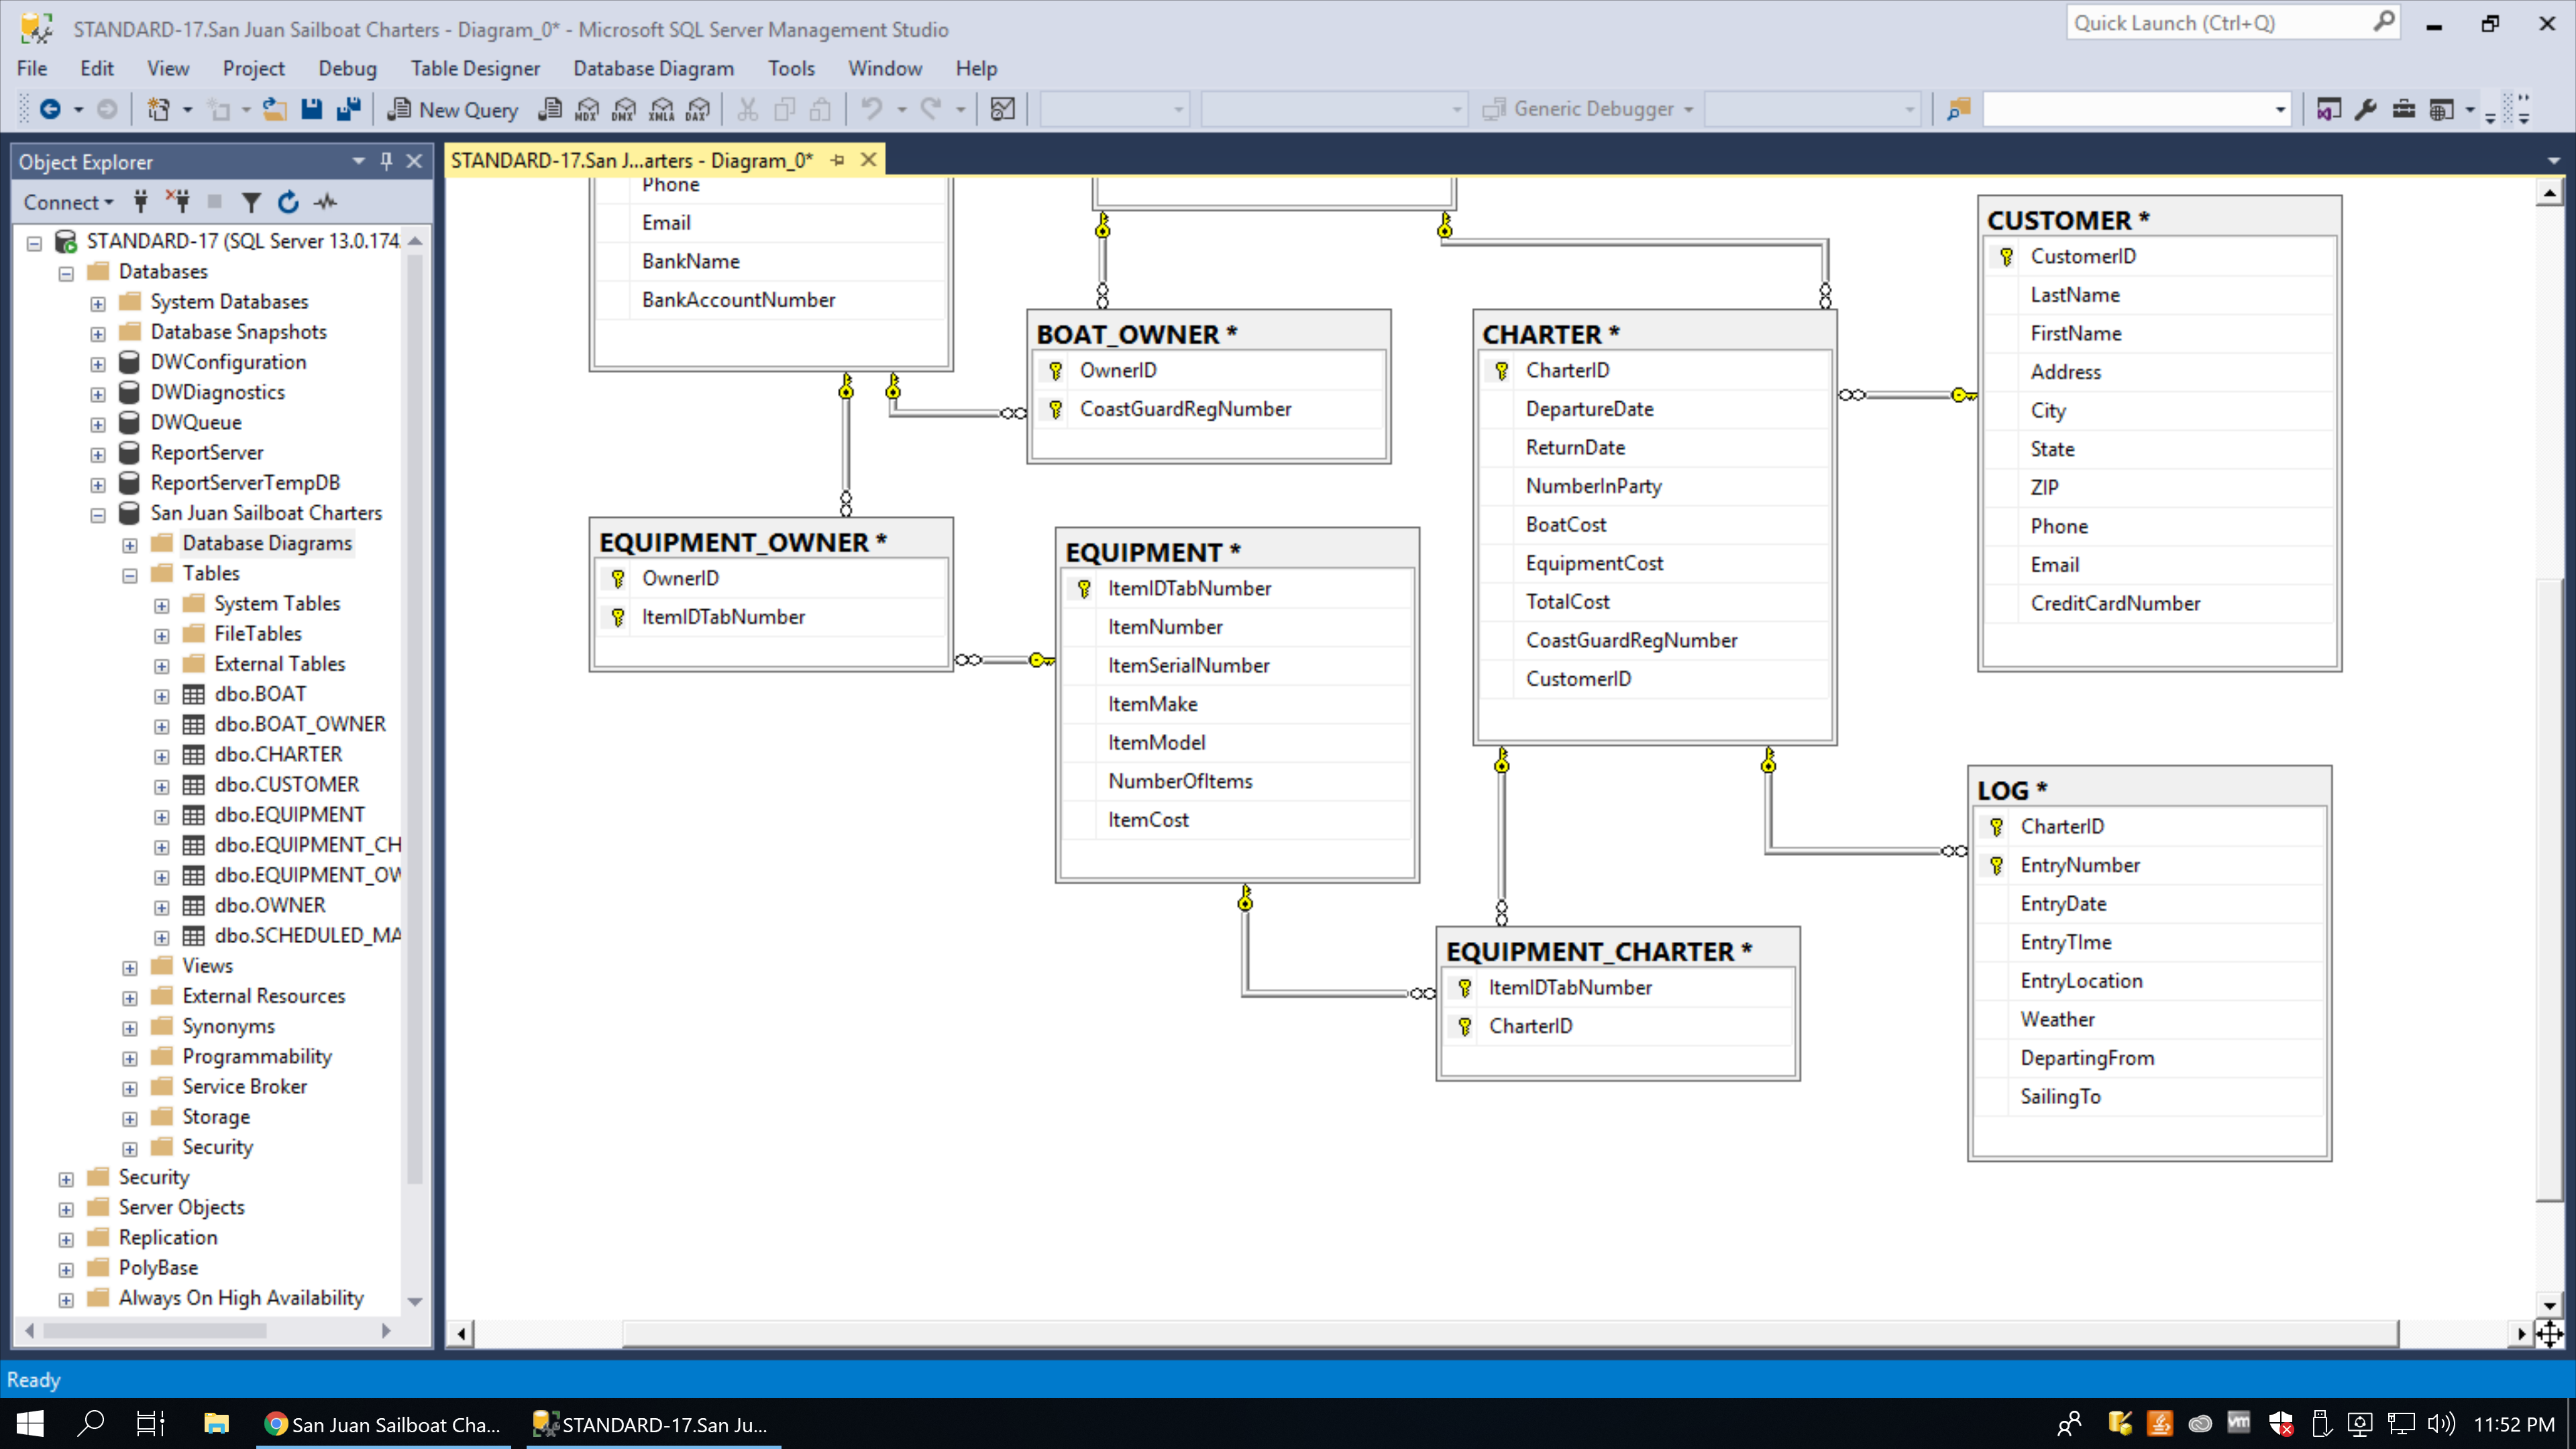 STANDARD-17.San Juan Sailboat Charters - Diagram_0* - Microsoft SQL Server Management Studio
Quick Launch (Ctrl+Q)
File Edit View Project Debug Table Designer Database Diagram Tools Window Help
New Query MDX DMX XMLA DAX Generic Debugger
Object Explorer
STANDARD-17.San J...arters - Diagram_0*
Connect
STANDARD-17 (SQL Server 13.0.174
Databases
System Databases
Database Snapshots
DWConfiguration
DWDiagnostics
DWQueue
ReportServer
ReportServerTempDB
San Juan Sailboat Charters
Database Diagrams
Tables
System Tables
FileTables
External Tables
dbo.BOAT
dbo.BOAT_OWNER
dbo.CHARTER
dbo.CUSTOMER
dbo.EQUIPMENT
dbo.EQUIPMENT_CH
dbo.EQUIPMENT_OW
dbo.OWNER
dbo.SCHEDULED_MA
Views
External Resources
Synonyms
Programmability
Service Broker
Storage
Security
Security
Server Objects
Replication
PolyBase
Always On High Availability
Phone
Email
BankName
BankAccountNumber
BOAT_OWNER *
OwnerID
CoastGuardRegNumber
EQUIPMENT_OWNER *
OwnerID
ItemIDTabNumber
EQUIPMENT *
ItemIDTabNumber
ItemNumber
ItemSerialNumber
ItemMake
ItemModel
NumberOfItems
ItemCost
CHARTER *
CharterID
DepartureDate
ReturnDate
NumberInParty
BoatCost
EquipmentCost
TotalCost
CoastGuardRegNumber
CustomerID
CUSTOMER *
CustomerID
LastName
FirstName
Address
City
State
ZIP
Phone
Email
CreditCardNumber
EQUIPMENT_CHARTER *
ItemIDTabNumber
CharterID
LOG *
CharterID
EntryNumber
EntryDate
EntryTIme
EntryLocation
Weather
DepartingFrom
SailingTo
Ready
San Juan Sailboat Cha...
STANDARD-17.San Ju...
vm
11:52 PM